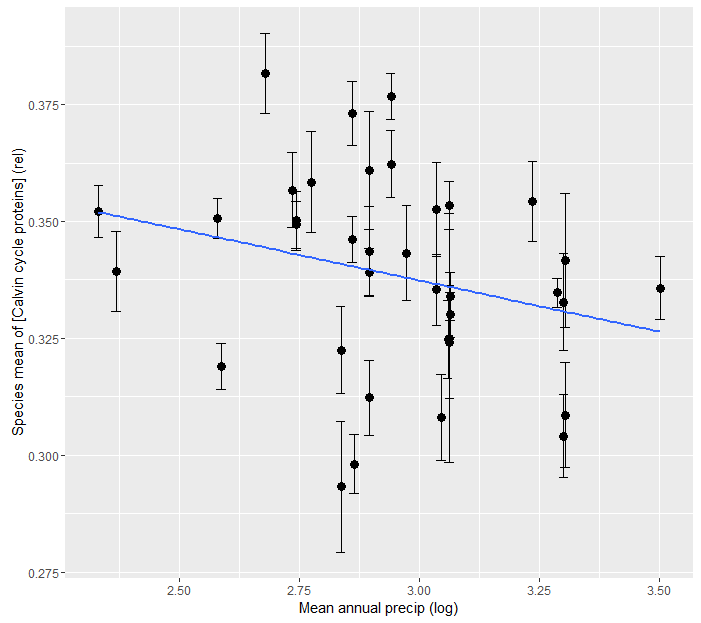 Species mean of [Calvin cycle proteins] (rel)
0.375
0.350
0.325
0.300
0.275
2.50 2.75 3.00 3.25 3.50
Mean annual precip (log)